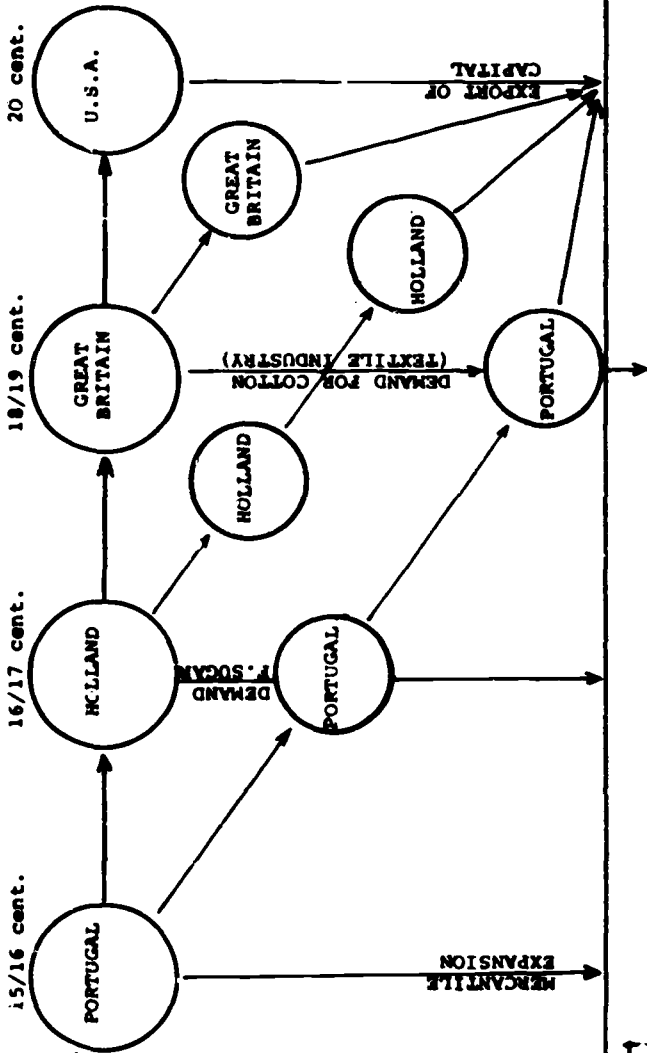 15/16 cent.
16/17 cent.
18/19 cent.
20 cent.
PORTUGAL
HOLLAND
GREAT
BRITAIN
U.S.A.
HOLLAND
GREAT
BRITAIN
PORTUGAL
HOLLAND
PORTUGAL
MERCANTILE
EXPANSION
DEMAND
F.SUGAR
DEMAND FOR COTTON
(TEXTILE INDUSTRY)
EXPORT OF
CAPITAL